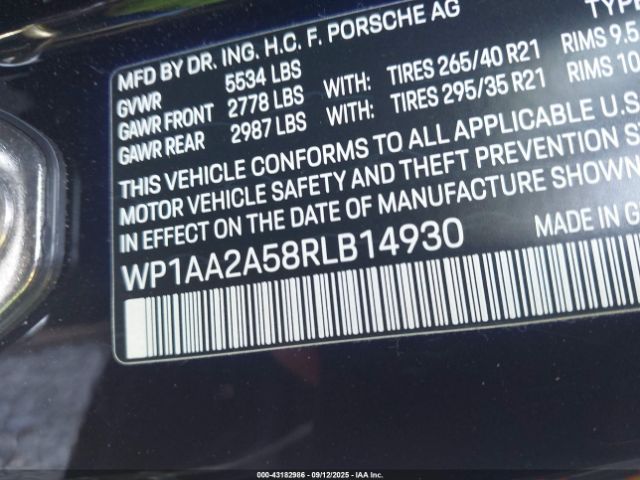 MFD BY DR. ING. H.C. F. PORSCHE AG TYPE
GVWR 5534 LBS
GAWR FRONT 2778 LBS WITH: TIRES 265/40 R21 RIMS 9.5
GAWR REAR 2987 LBS WITH: TIRES 295/35 R21 RIMS 10
THIS VEHICLE CONFORMS TO ALL APPLICABLE U.S
MOTOR VEHICLE SAFETY AND THEFT PREVENTION S
IN EFFECT ON THE DATE OF MANUFACTURE SHOWN
WP1AA2A58RLB14930 MADE IN G
000-43182986 - 09/12/2025 - IAA Inc.